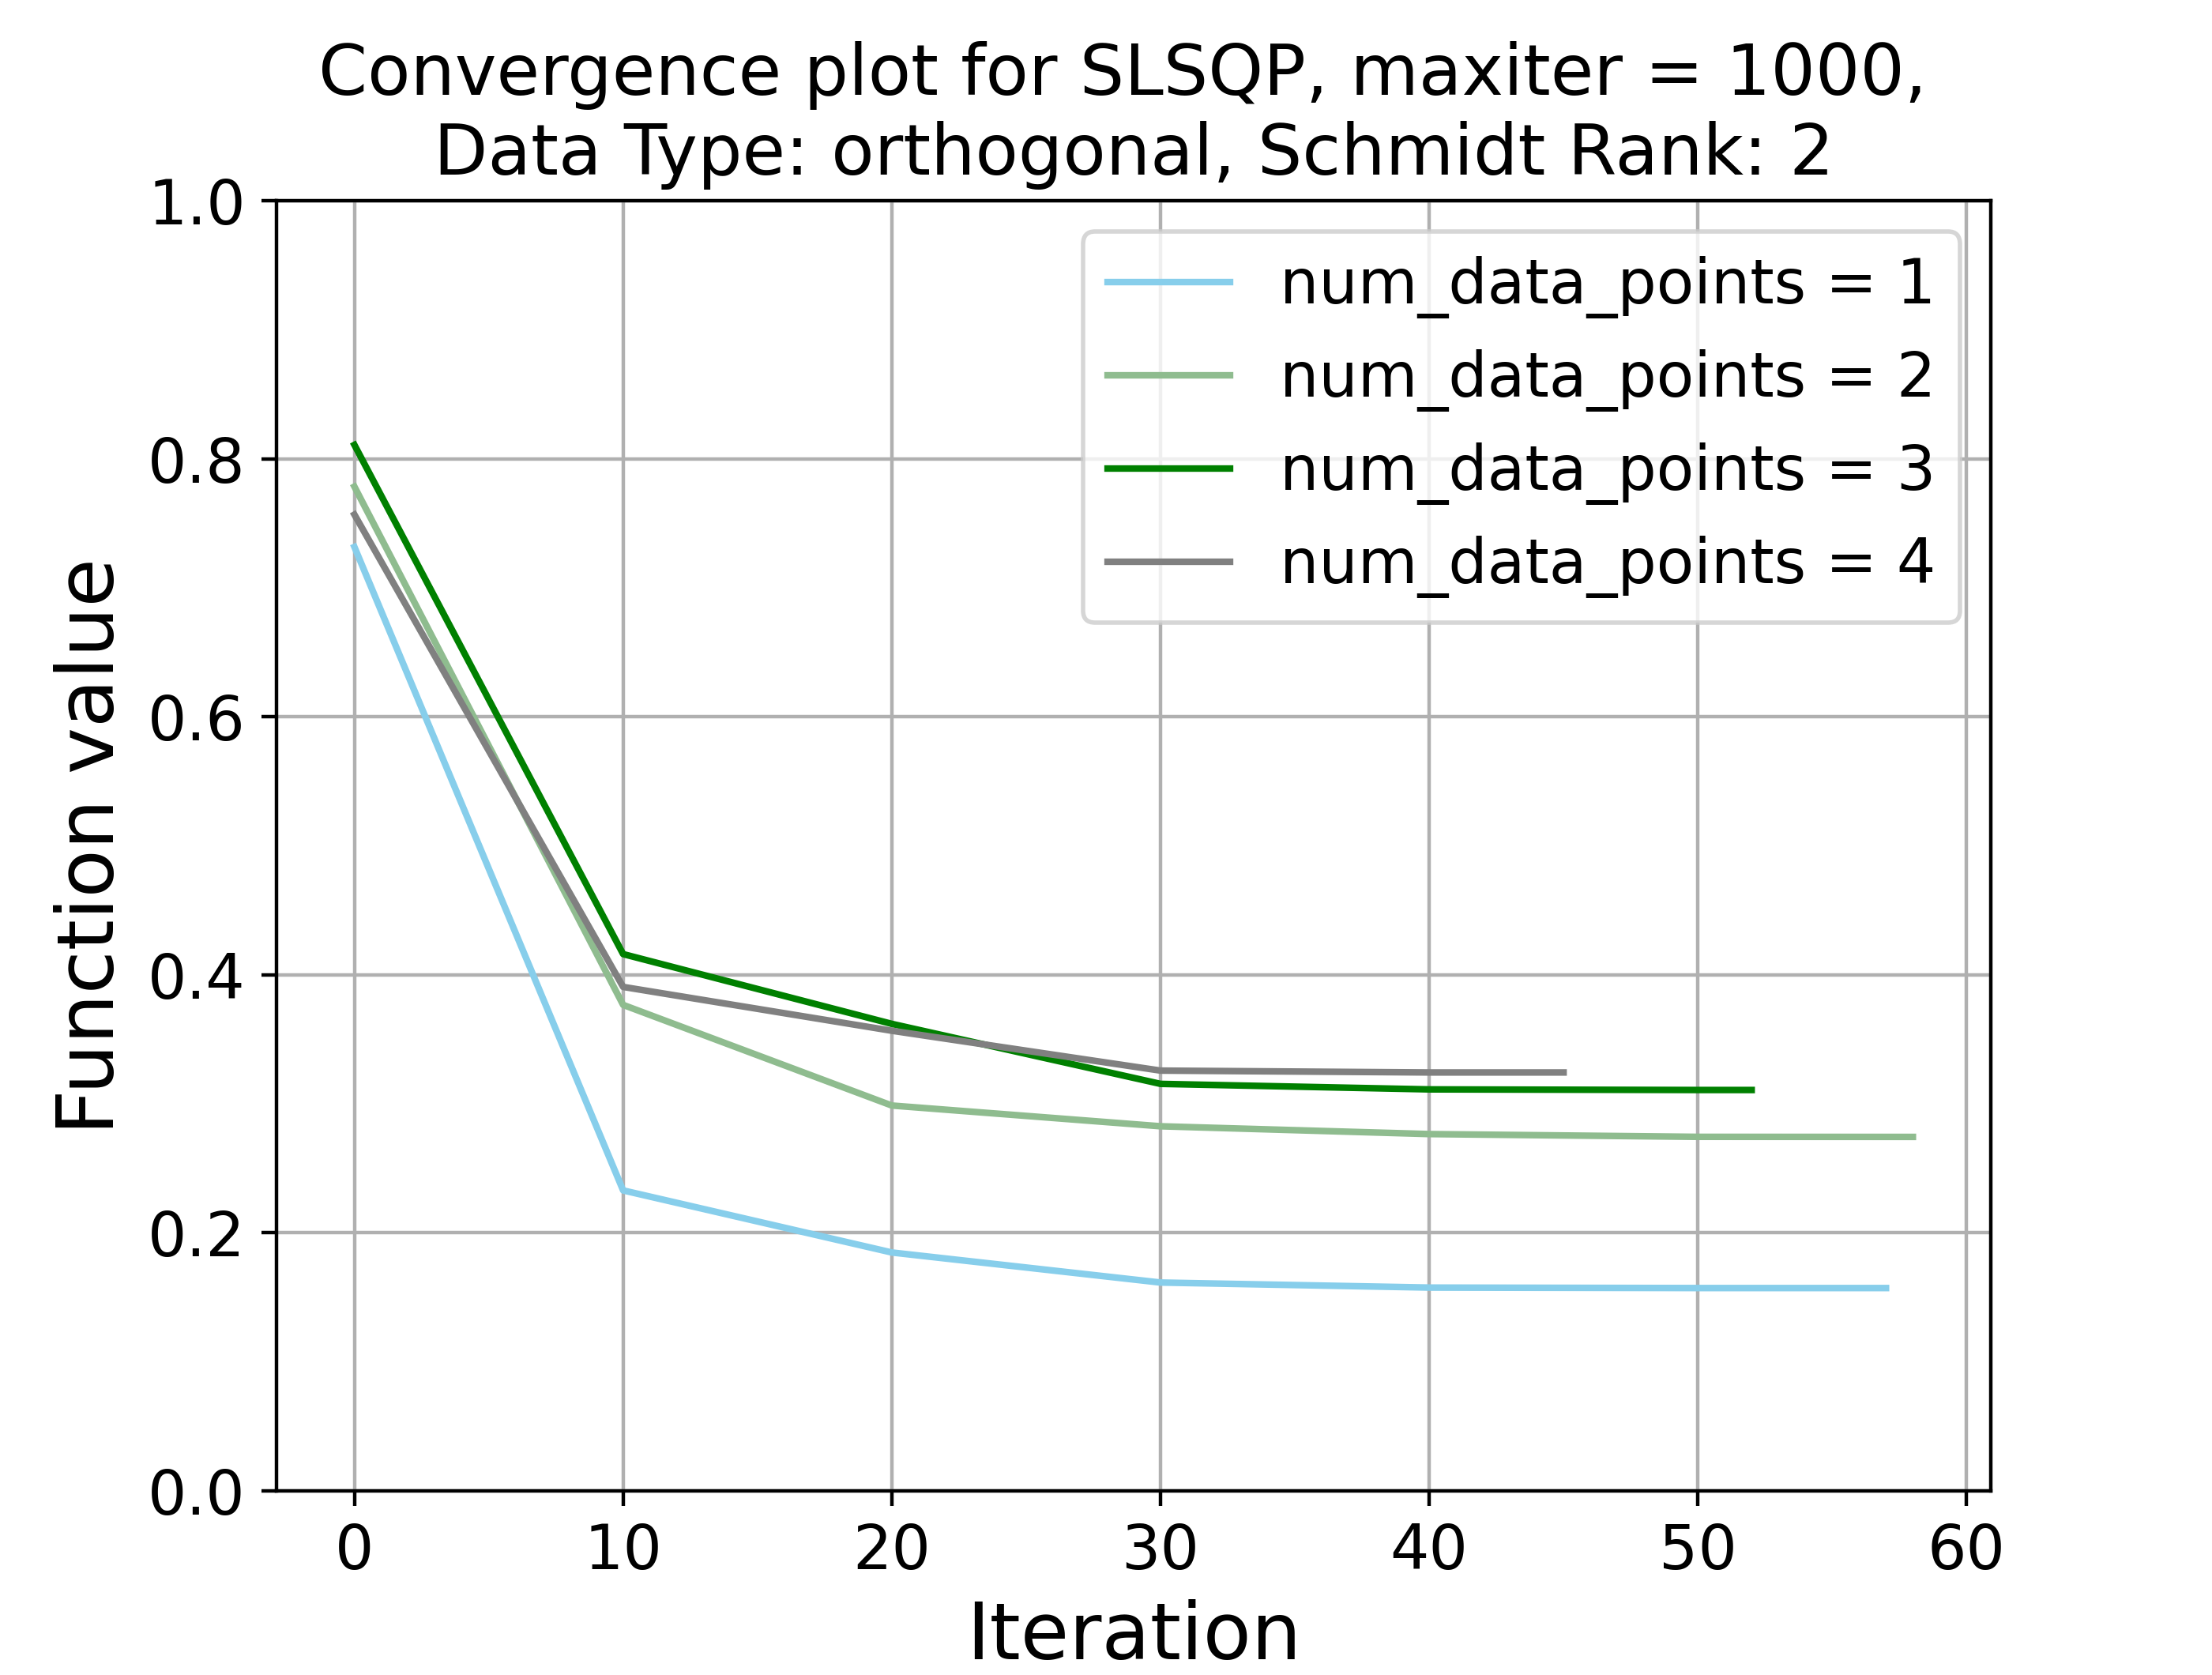 Convergence plot for SLSQP, maxiter = 1000,
Data Type: orthogonal, Schmidt Rank: 2
1.0
0.8
0.6
0.4
0.2
0.0
Function value
num_data_points = 1
num_data_points = 2
num_data_points = 3
num_data_points = 4
0 10 20 30 40 50 60
Iteration